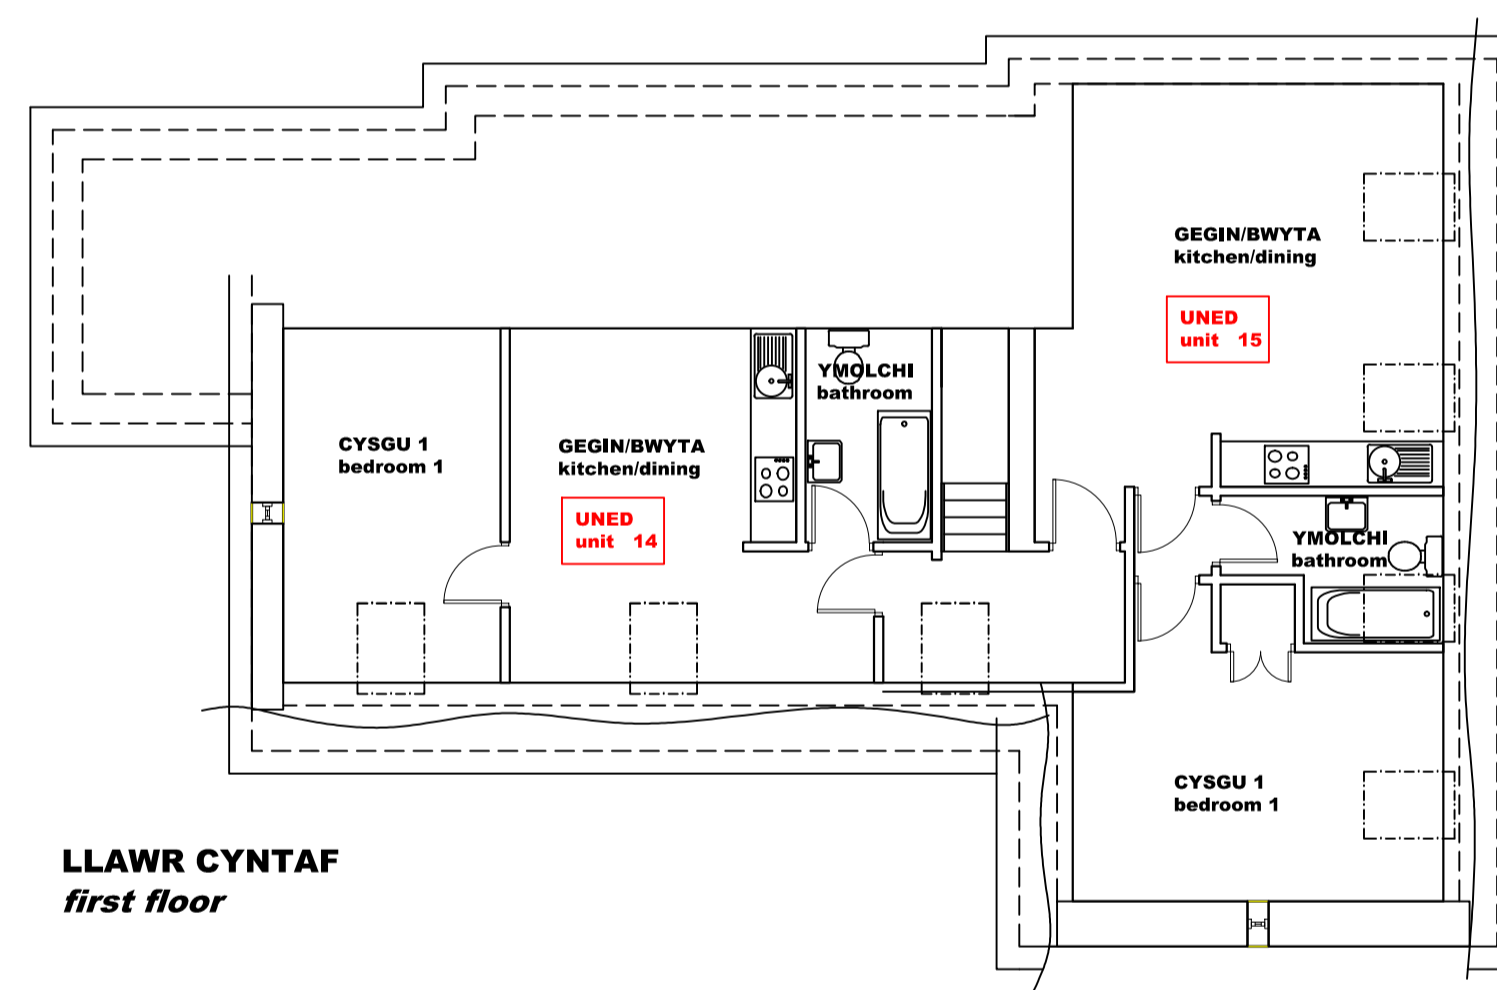 GEGIN/BWYTA
kitchen/dining
UNED
unit 15
YMOLCHI
bathroom
CYSGU 1
bedroom 1
GEGIN/BWYTA
kitchen/dining
UNED
unit 14
YMOLCHI
bathroom
CYSGU 1
bedroom 1
LLAWR CYNTAF
first floor